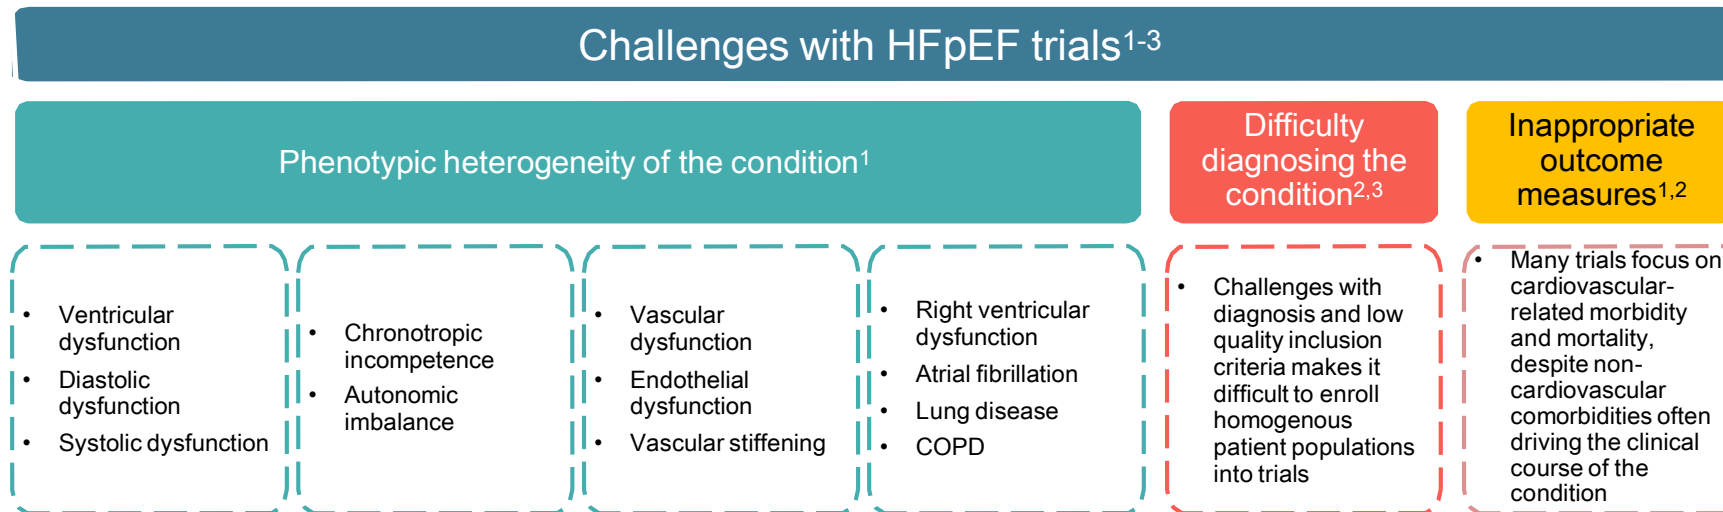 Challenges with HFpEF trials1-3
Phenotypic heterogeneity of the condition1
Difficulty
diagnosing the
condition2,3
Inappropriate
outcome
measures1,2
• Ventricular
dysfunction
• Diastolic
dysfunction
• Systolic dysfunction
• Chronotropic
incompetence
• Autonomic
imbalance
• Vascular
dysfunction
• Endothelial
dysfunction
• Vascular stiffening
• Right ventricular
dysfunction
• Atrial fibrillation
• Lung disease
• COPD
• Challenges with
diagnosis and low
quality inclusion
criteria makes it
difficult to enroll
homogenous
patient populations
into trials
• Many trials focus on
cardiovascular-
related morbidity
and mortality,
despite non-
cardiovascular
comorbidities often
driving the clinical
course of the
condition